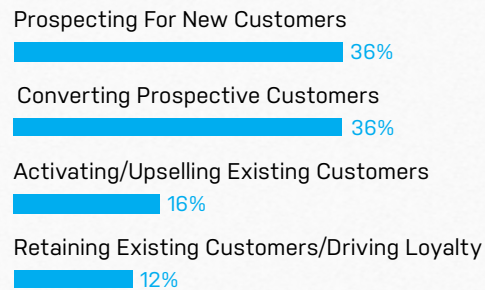 Prospecting For New Customers
36%
Converting Prospective Customers
36%
Activating/Upselling Existing Customers
16%
Retaining Existing Customers/Driving Loyalty
12%